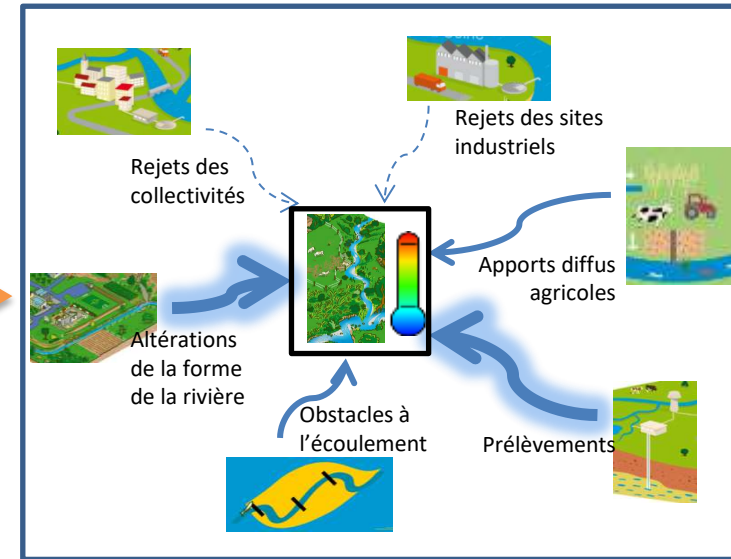 Rejets des
collectivités
Rejets des sites
industriels
Apports diffus
agricoles
Altérations
de la forme
de la rivière
Obstacles à
l’écoulement
Prélèvements